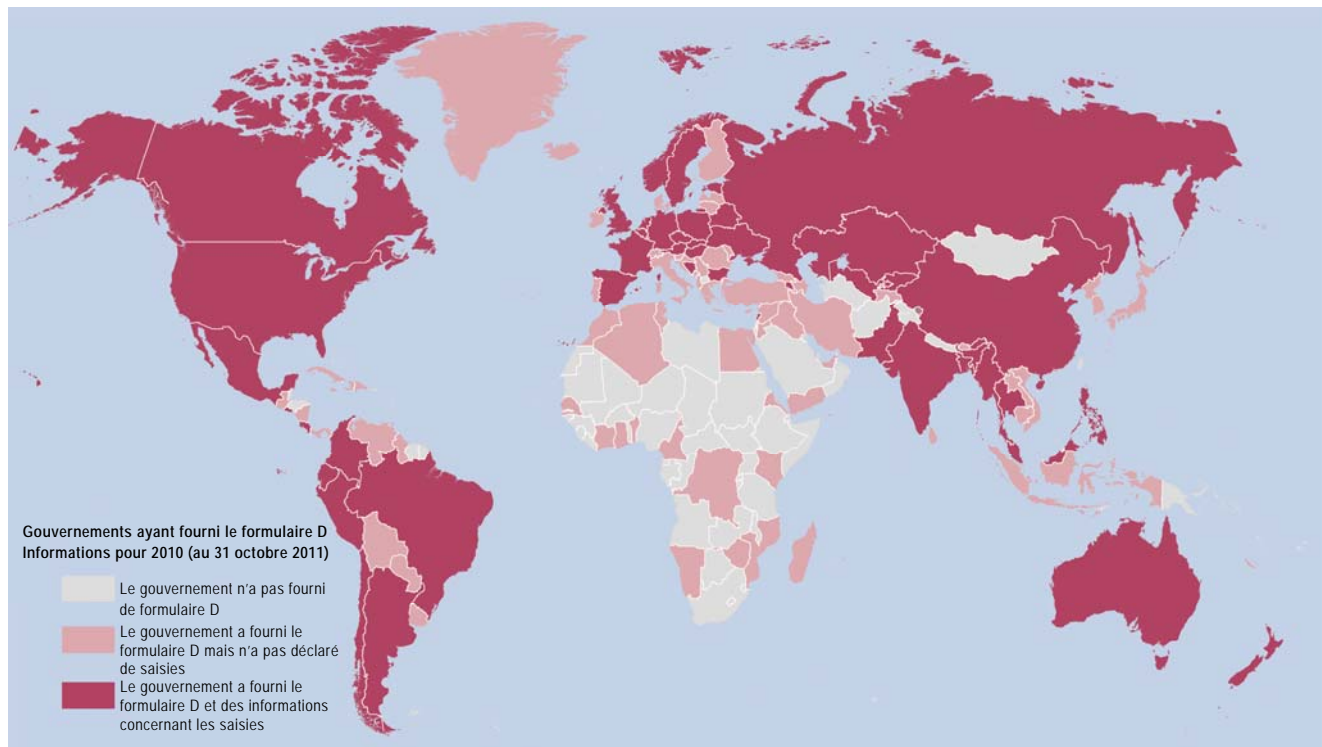 Gouvernements ayant fourni le formulaire D
Informations pour 2010 (au 31 octobre 2011)
Le gouvernement n'a pas fourni
de formulaire D
Le gouvernement a fourni le
formulaire D mais n'a pas déclaré
de saisies
Le gouvernement a fourni le
formulaire D et des informations
concernant les saisies